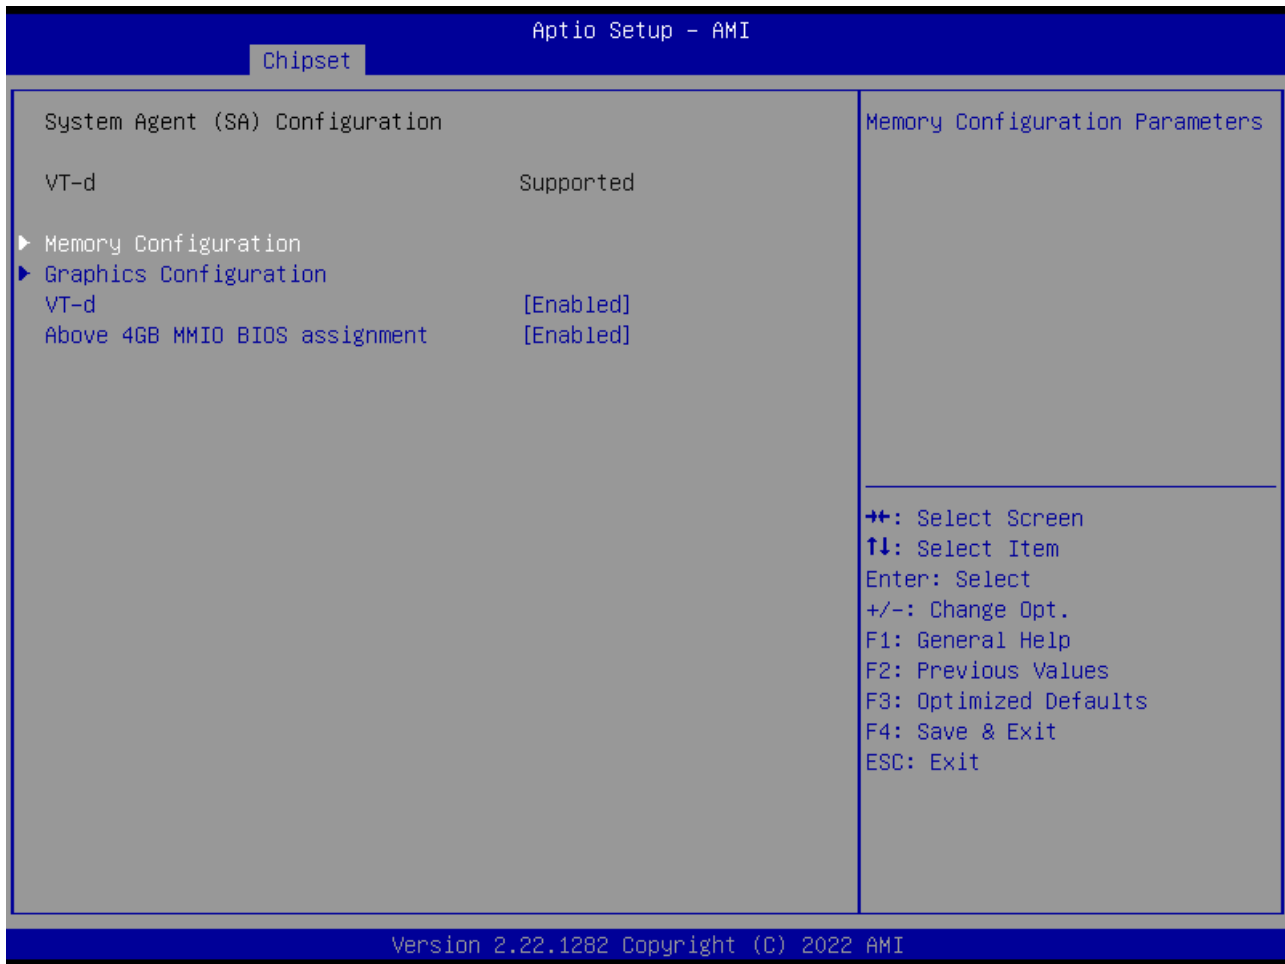 Aptio Setup – AMI
Chipset
System Agent (SA) Configuration
Memory Configuration Parameters
VT-d Supported
▶ Memory Configuration
▶ Graphics Configuration
VT-d [Enabled]
Above 4GB MMIO BIOS assignment [Enabled]
→←: Select Screen
↑↓: Select Item
Enter: Select
+/-: Change Opt.
F1: General Help
F2: Previous Values
F3: Optimized Defaults
F4: Save & Exit
ESC: Exit
Version 2.22.1282 Copyright (C) 2022 AMI